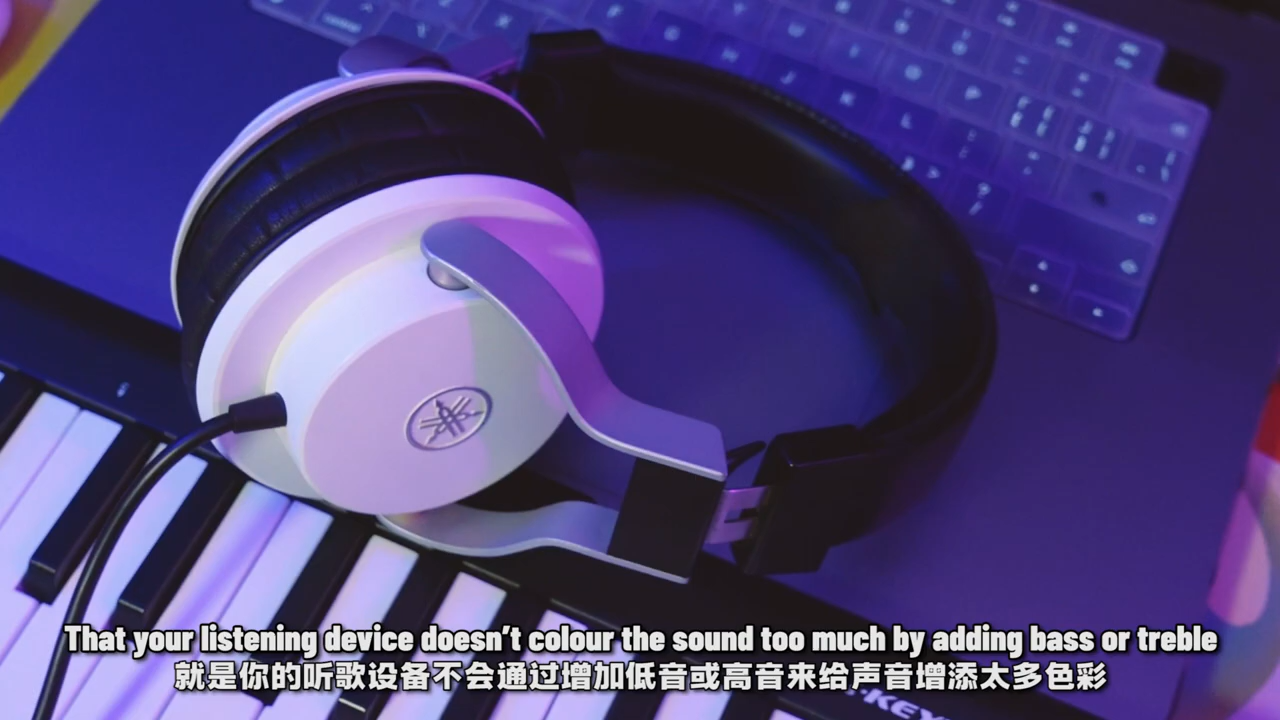 That your listening device doesn't colour the sound too much by adding bass or treble
就是你的听歌设备不会通过增加低音或高音来给声音增添太多色彩